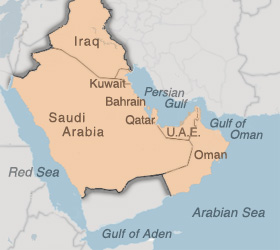 Iraq
Kuwait
Bahrain
Persian
Gulf
Qatar
Saudi
Arabia
U.A.E.
Gulf of
Oman
Oman
Red Sea
Arabian Sea
Gulf of Aden